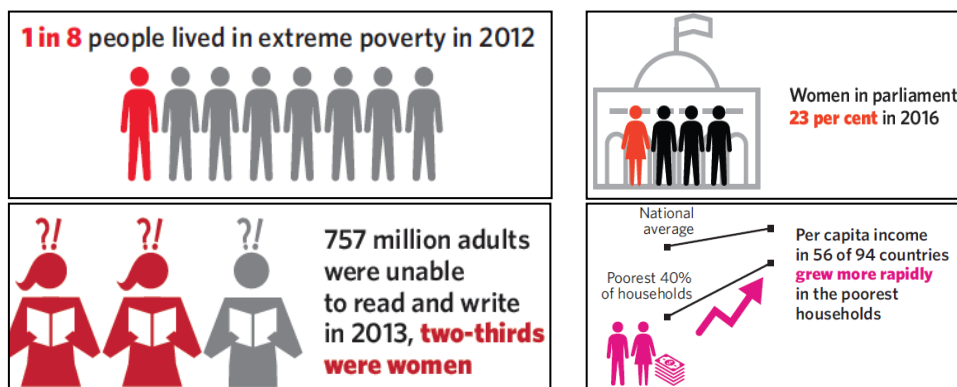 1 in 8 people lived in extreme poverty in 2012
Women in parliament
23 per cent in 2016
?! ?! ?!
757 million adults
were unable
to read and write
in 2013, two-thirds
were women
National
average
Poorest 40%
of households
Per capita income
in 56 of 94 countries
grew more rapidly
in the poorest
households